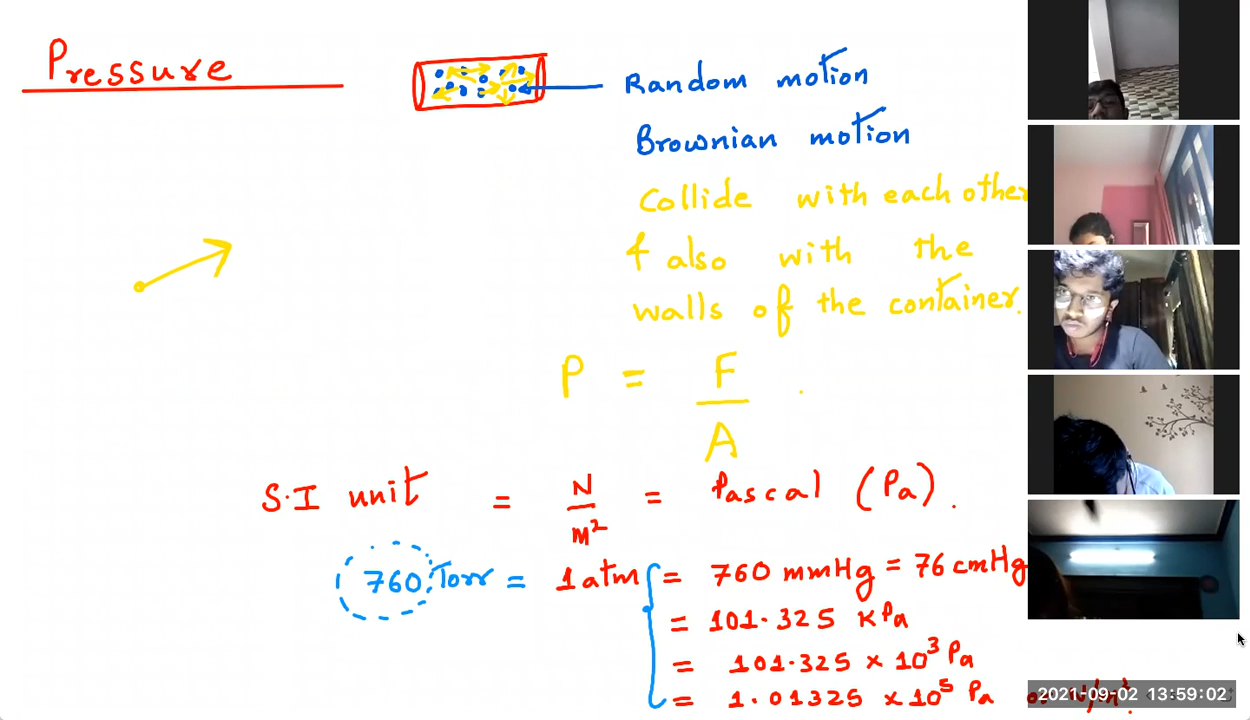 Pressure
Random motion
Brownian motion
Collide with each other
& also with the
walls of the container.
P = F / A
S.I unit = N / m² = Pascal (Pa).
760 Torr = 1 atm = 760 mmHg = 76 cmHg
= 101.325 KPa
= 101.325 × 10³ Pa
= 1.01325 × 10⁵ Pa or N/m².
2021-09-02 13:59:02